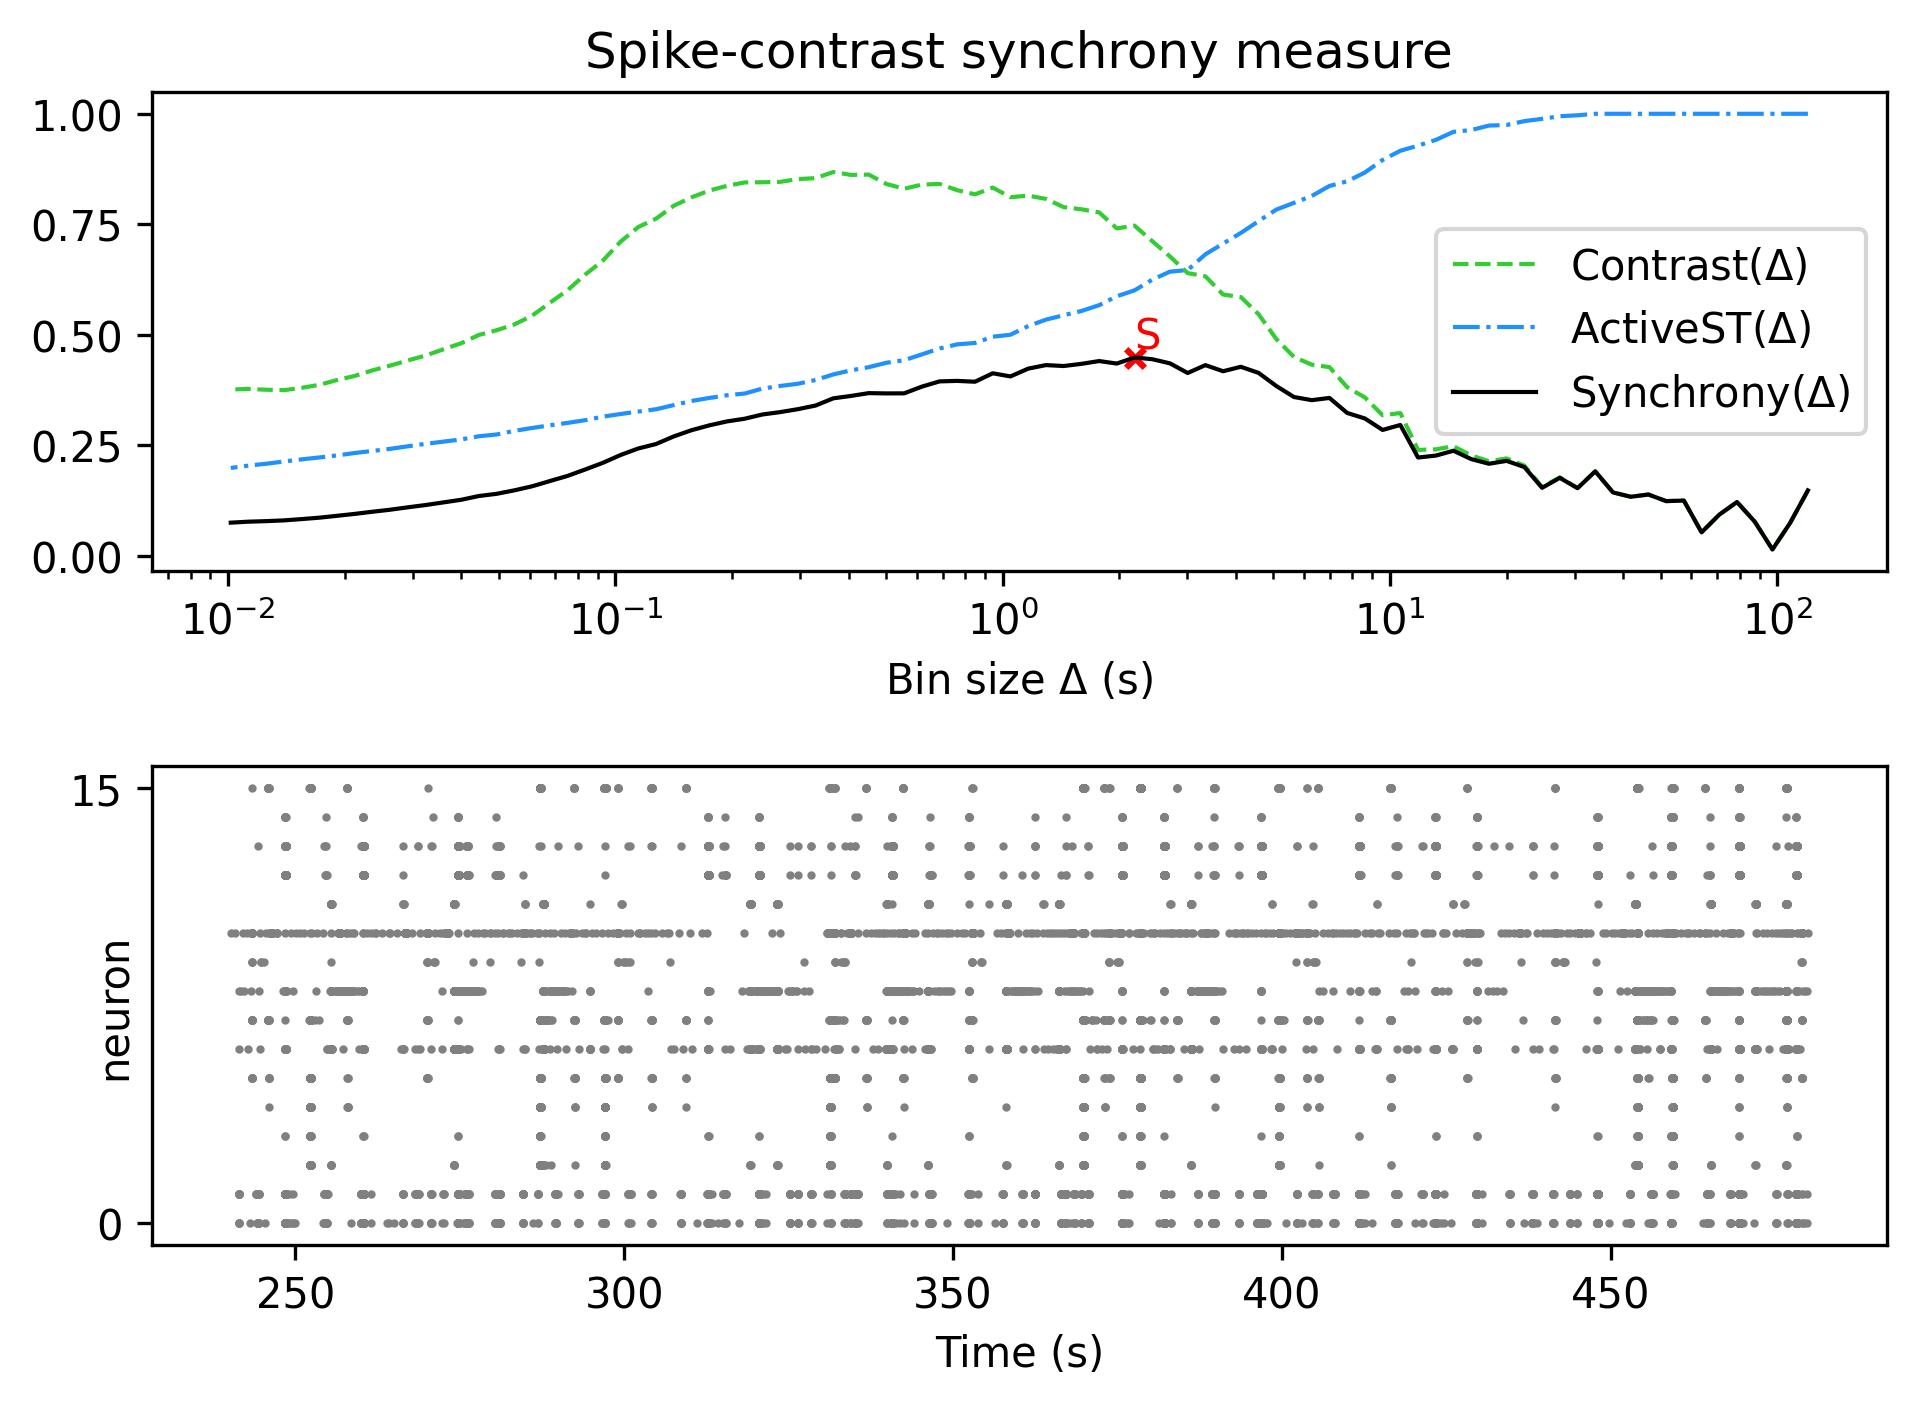 Spike-contrast synchrony measure
1.00
0.75
0.50
0.25
0.00
S
Contrast(Δ)
ActiveST(Δ)
Synchrony(Δ)
10⁻² 10⁻¹ 10⁰ 10¹ 10²
Bin size Δ (s)
15
neuron
0
250 300 350 400 450
Time (s)